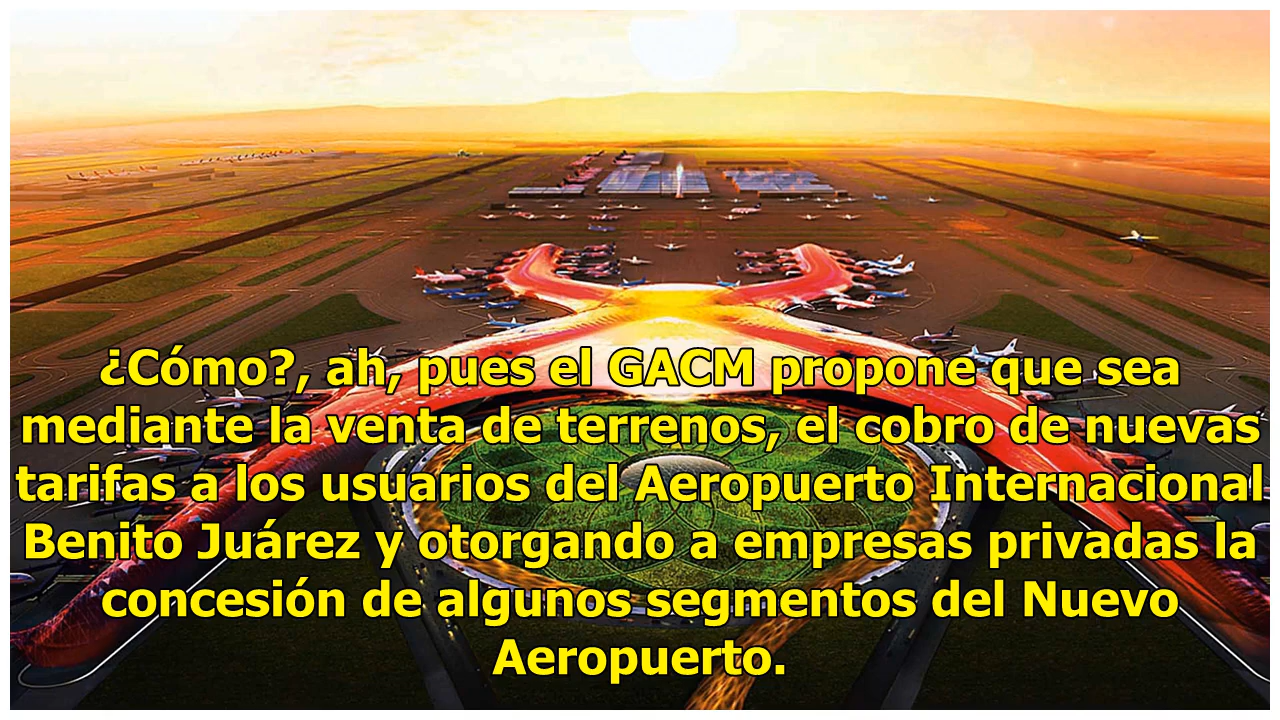 ¿Cómo?, ah, pues el GACM propone que sea
mediante la venta de terrenos, el cobro de nuevas
tarifas a los usuarios del Aeropuerto Internacional
Benito Juárez y otorgando a empresas privadas la
concesión de algunos segmentos del Nuevo
Aeropuerto.